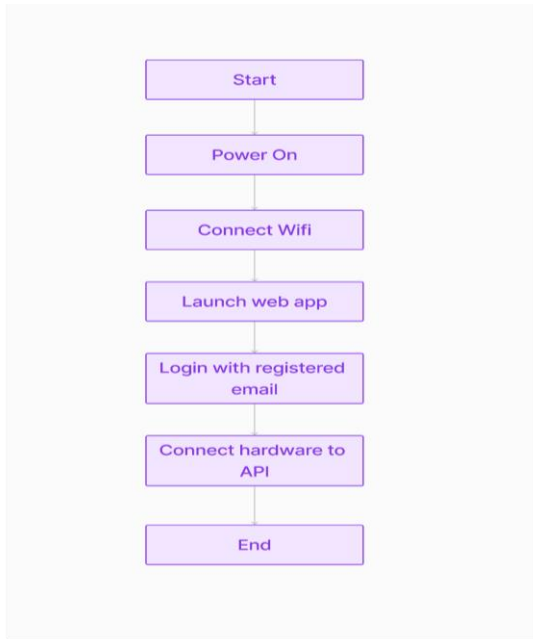 Start
Power On
Connect Wifi
Launch web app
Login with registered
email
Connect hardware to
API
End